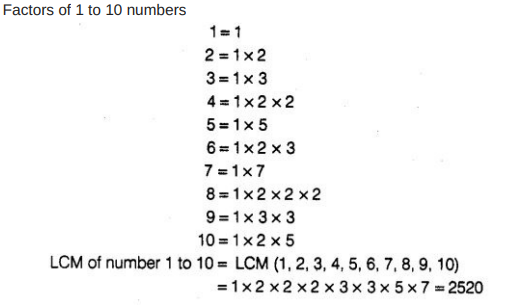 Factors of 1 to 10 numbers
1 = 1
2 = 1 × 2
3 = 1 × 3
4 = 1 × 2 × 2
5 = 1 × 5
6 = 1 × 2 × 3
7 = 1 × 7
8 = 1 × 2 × 2 × 2
9 = 1 × 3 × 3
10 = 1 × 2 × 5
LCM of number 1 to 10 = LCM (1, 2, 3, 4, 5, 6, 7, 8, 9, 10)
= 1 × 2 × 2 × 2 × 3 × 3 × 5 × 7 = 2520